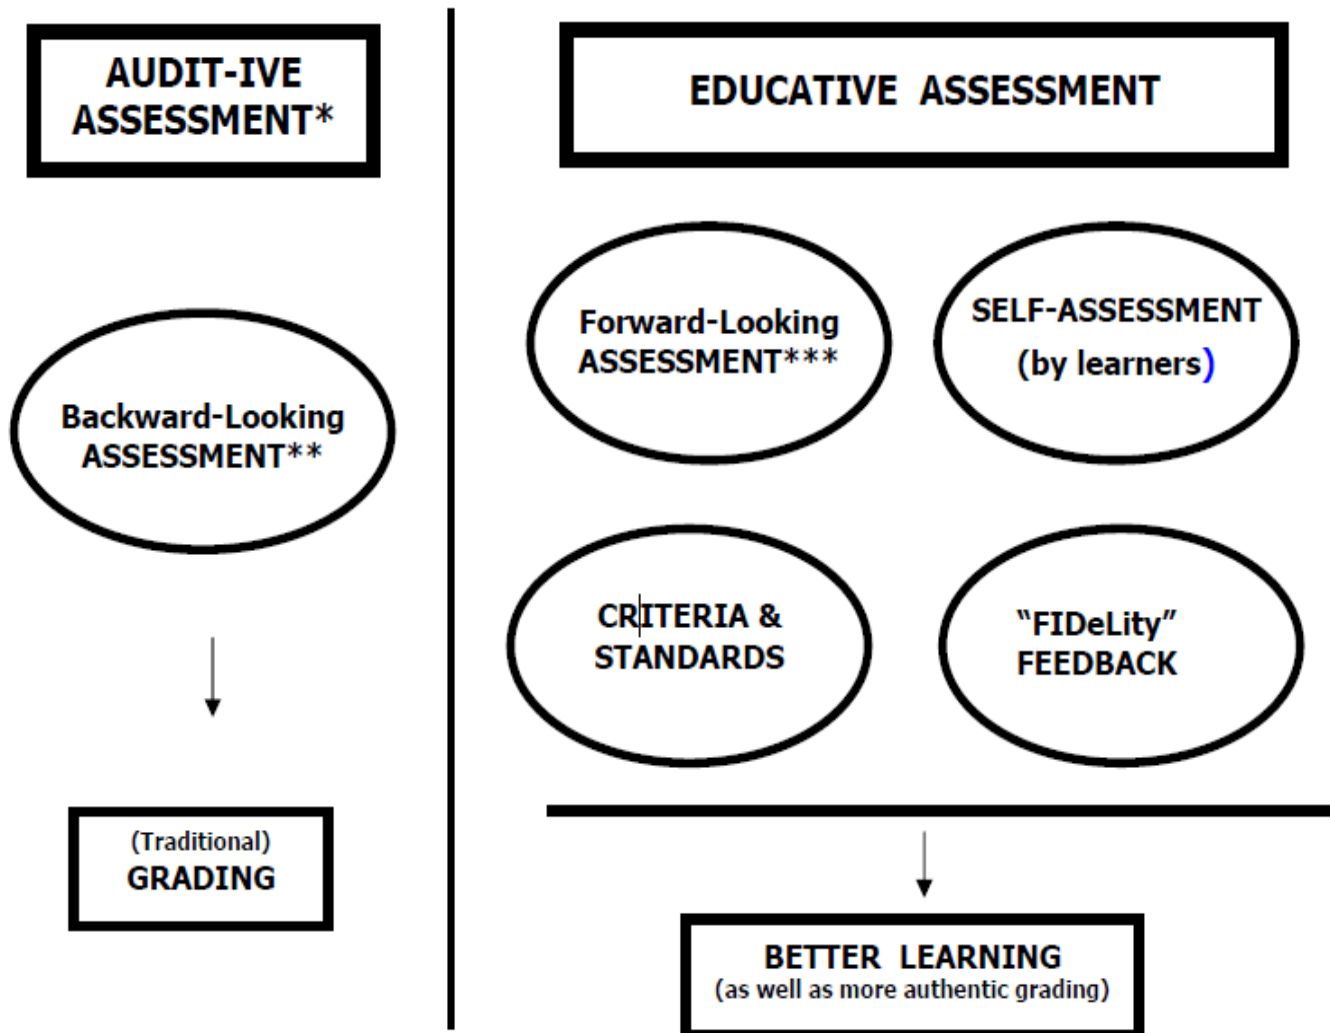 AUDIT-IVE
ASSESSMENT*
Backward-Looking
ASSESSMENT**
(Traditional)
GRADING
EDUCATIVE ASSESSMENT
Forward-Looking
ASSESSMENT***
SELF-ASSESSMENT
(by learners)
CRITERIA &
STANDARDS
“FIDeLity”
FEEDBACK
BETTER LEARNING
(as well as more authentic grading)